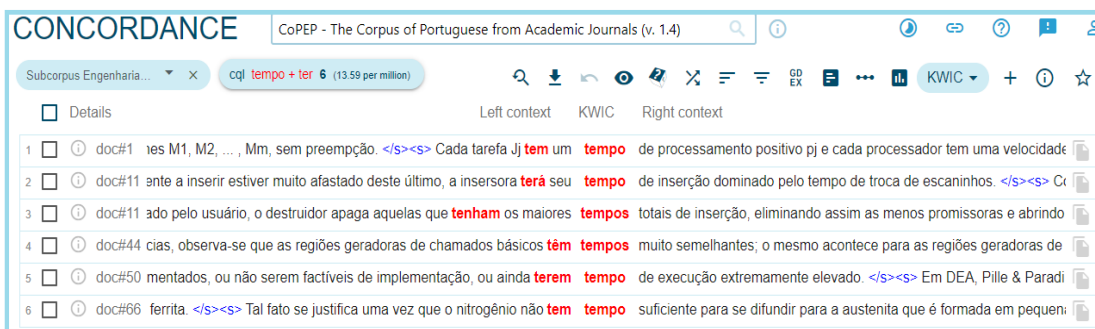 CONCORDANCE CoPEP - The Corpus of Portuguese from Academic Journals (v. 1.4)
Subcorpus Engenharia... cql tempo + ter 6 (13.59 per million) GD EX KWIC
Details Left context KWIC Right context
1 doc#1 M1, M2, ... , Mm, sem preempção. </s><s> Cada tarefa Jj tem um tempo de processamento positivo pj e cada processador tem uma velocidade
2 doc#11 ente a inserir estiver muito afastado deste último, a insersora terá seu tempo de inserção dominado pelo tempo de troca de escaninhos. </s><s>
3 doc#11 ado pelo usuário, o destruidor apaga aquelas que tenham os maiores tempos totais de inserção, eliminando assim as menos promissoras e abrindo
4 doc#44 cias, observa-se que as regiões geradoras de chamados básicos têm tempos muito semelhantes; o mesmo acontece para as regiões geradoras de
5 doc#50 mentados, ou não serem factíveis de implementação, ou ainda terem tempo de execução extremamente elevado. </s><s> Em DEA, Pille & Paradi
6 doc#66 ferrita. </s><s> Tal fato se justifica uma vez que o nitrogênio não tem tempo suficiente para se difundir para a austenita que é formada em pequen